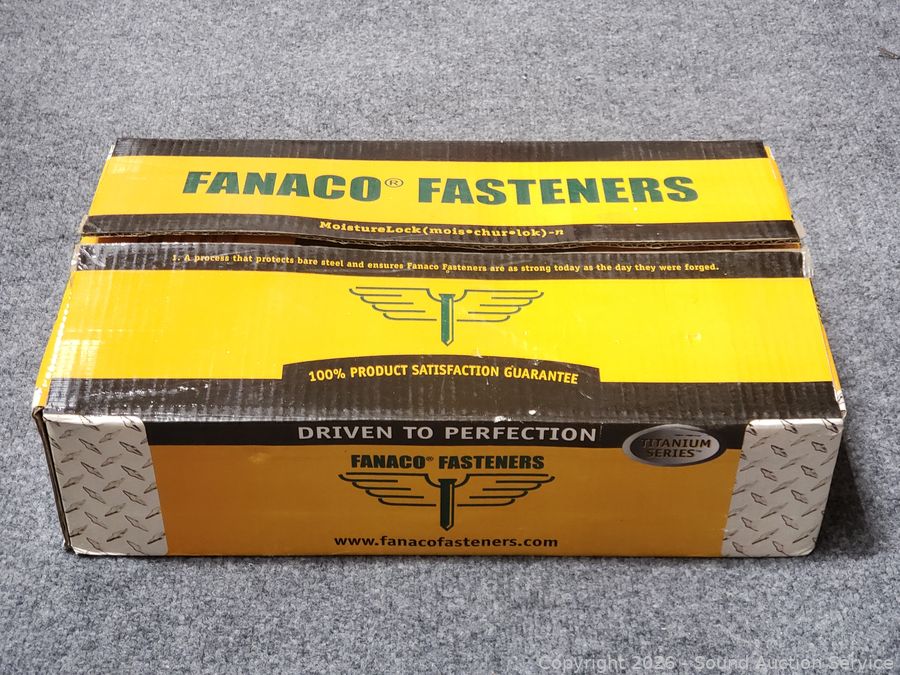 FANACO® FASTENERS
MoistureLock(mois•chur•lok)-n
1. A process that protects bare steel and ensures Fanaco Fasteners are as strong today as the day they were forged.
100% PRODUCT SATISFACTION GUARANTEE
DRIVEN TO PERFECTION
TITANIUM
SERIES™
FANACO® FASTENERS
www.fanacofasteners.com
Copyright 2026 - Sound Auction Service